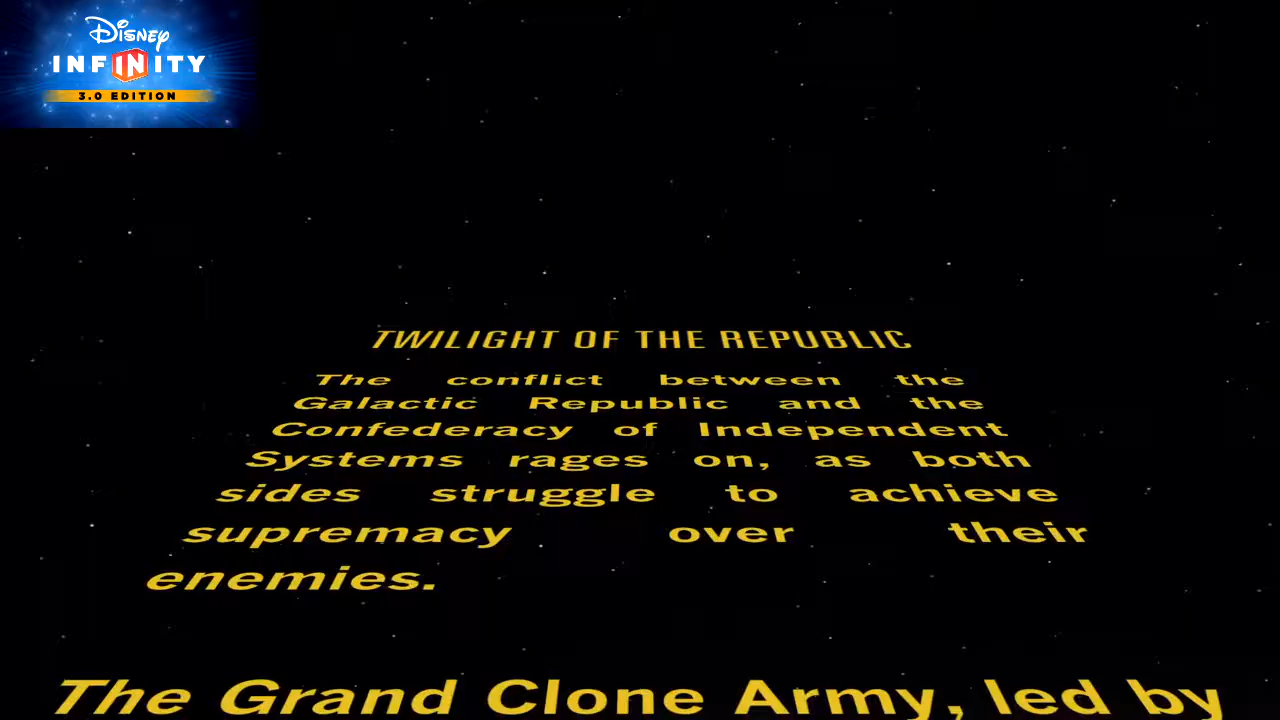 Disney
INFINITY
3.0 EDITION
TWILIGHT OF THE REPUBLIC
The conflict between the
Galactic Republic and the
Confederacy of Independent
Systems rages on, as both
sides struggle to achieve
supremacy over their
enemies.
The Grand Clone Army, led by